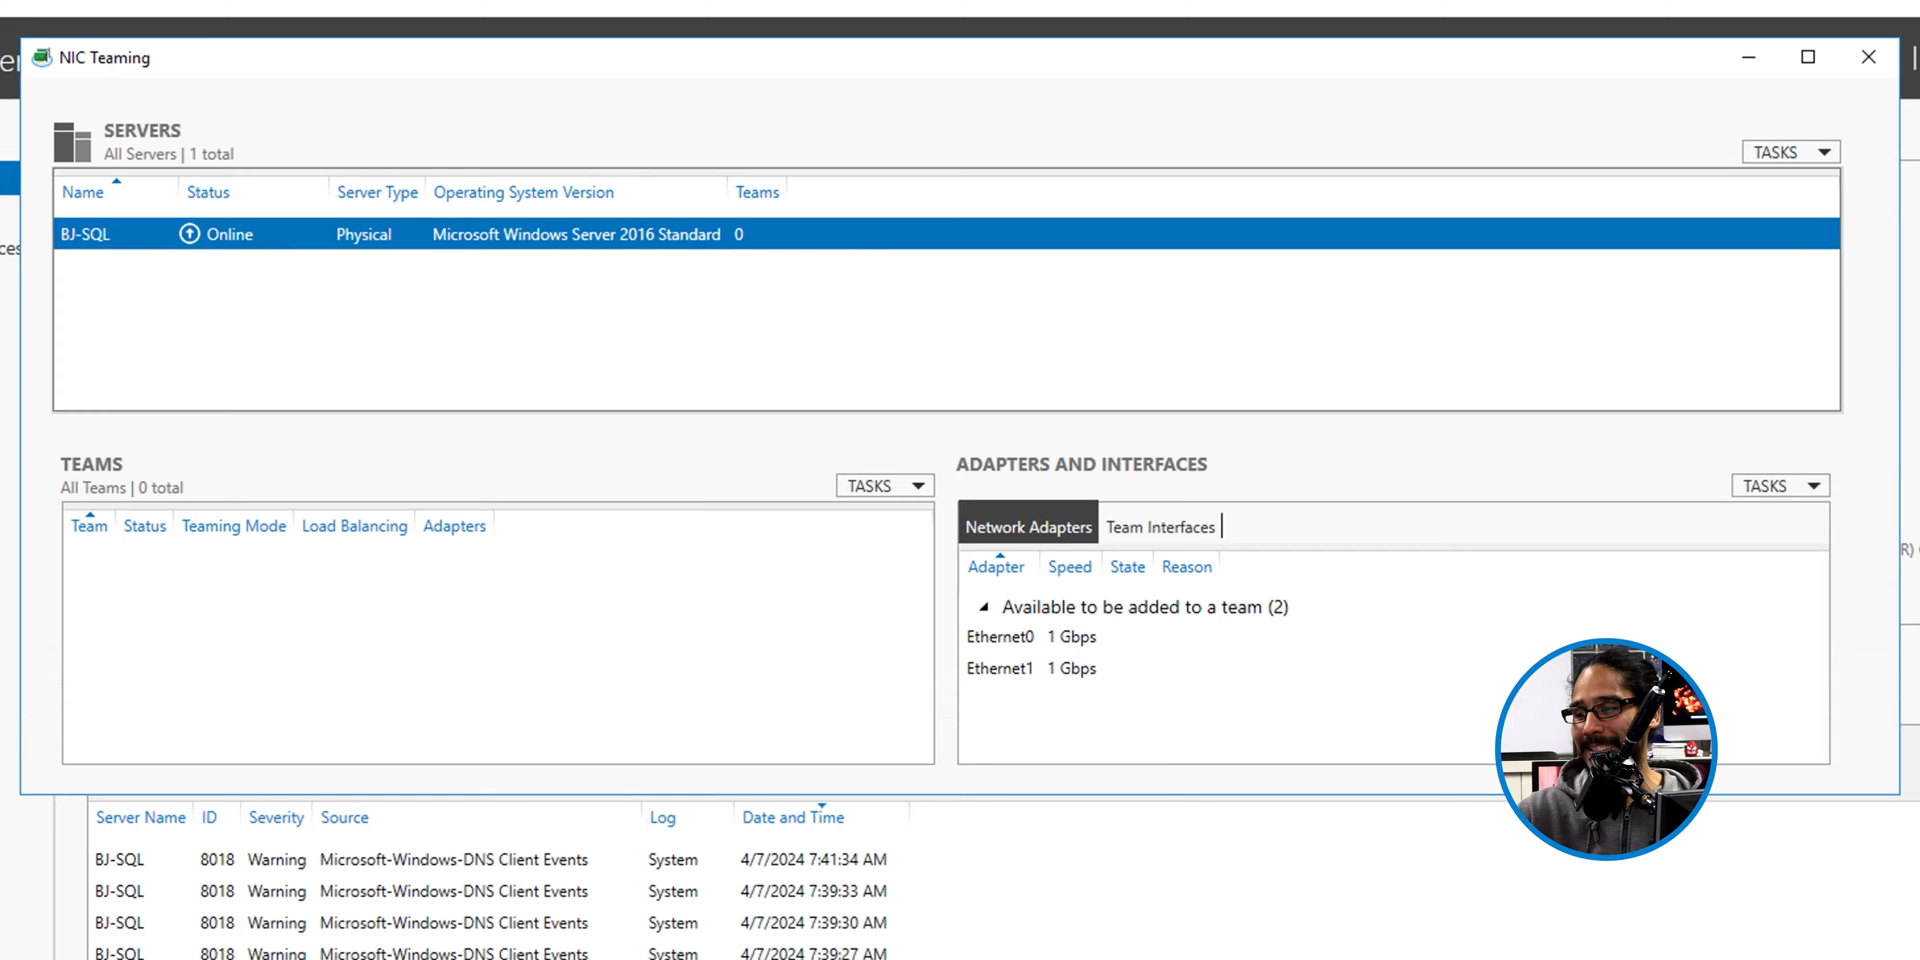 er
NIC Teaming
SERVERS
All Servers | 1 total
TASKS
Name Status Server Type Operating System Version Teams
BJ-SQL Online Physical Microsoft Windows Server 2016 Standard 0
ces
TEAMS
All Teams | 0 total
TASKS
Team Status Teaming Mode Load Balancing Adapters
ADAPTERS AND INTERFACES
TASKS
Network Adapters Team Interfaces
Adapter Speed State Reason
Available to be added to a team (2)
Ethernet0 1 Gbps
Ethernet1 1 Gbps
R)
Server Name ID Severity Source Log Date and Time
BJ-SQL 8018 Warning Microsoft-Windows-DNS Client Events System 4/7/2024 7:41:34 AM
BJ-SQL 8018 Warning Microsoft-Windows-DNS Client Events System 4/7/2024 7:39:33 AM
BJ-SQL 8018 Warning Microsoft-Windows-DNS Client Events System 4/7/2024 7:39:30 AM
BJ-SQL 8018 Warning Microsoft-Windows-DNS Client Events System 4/7/2024 7:39:27 AM